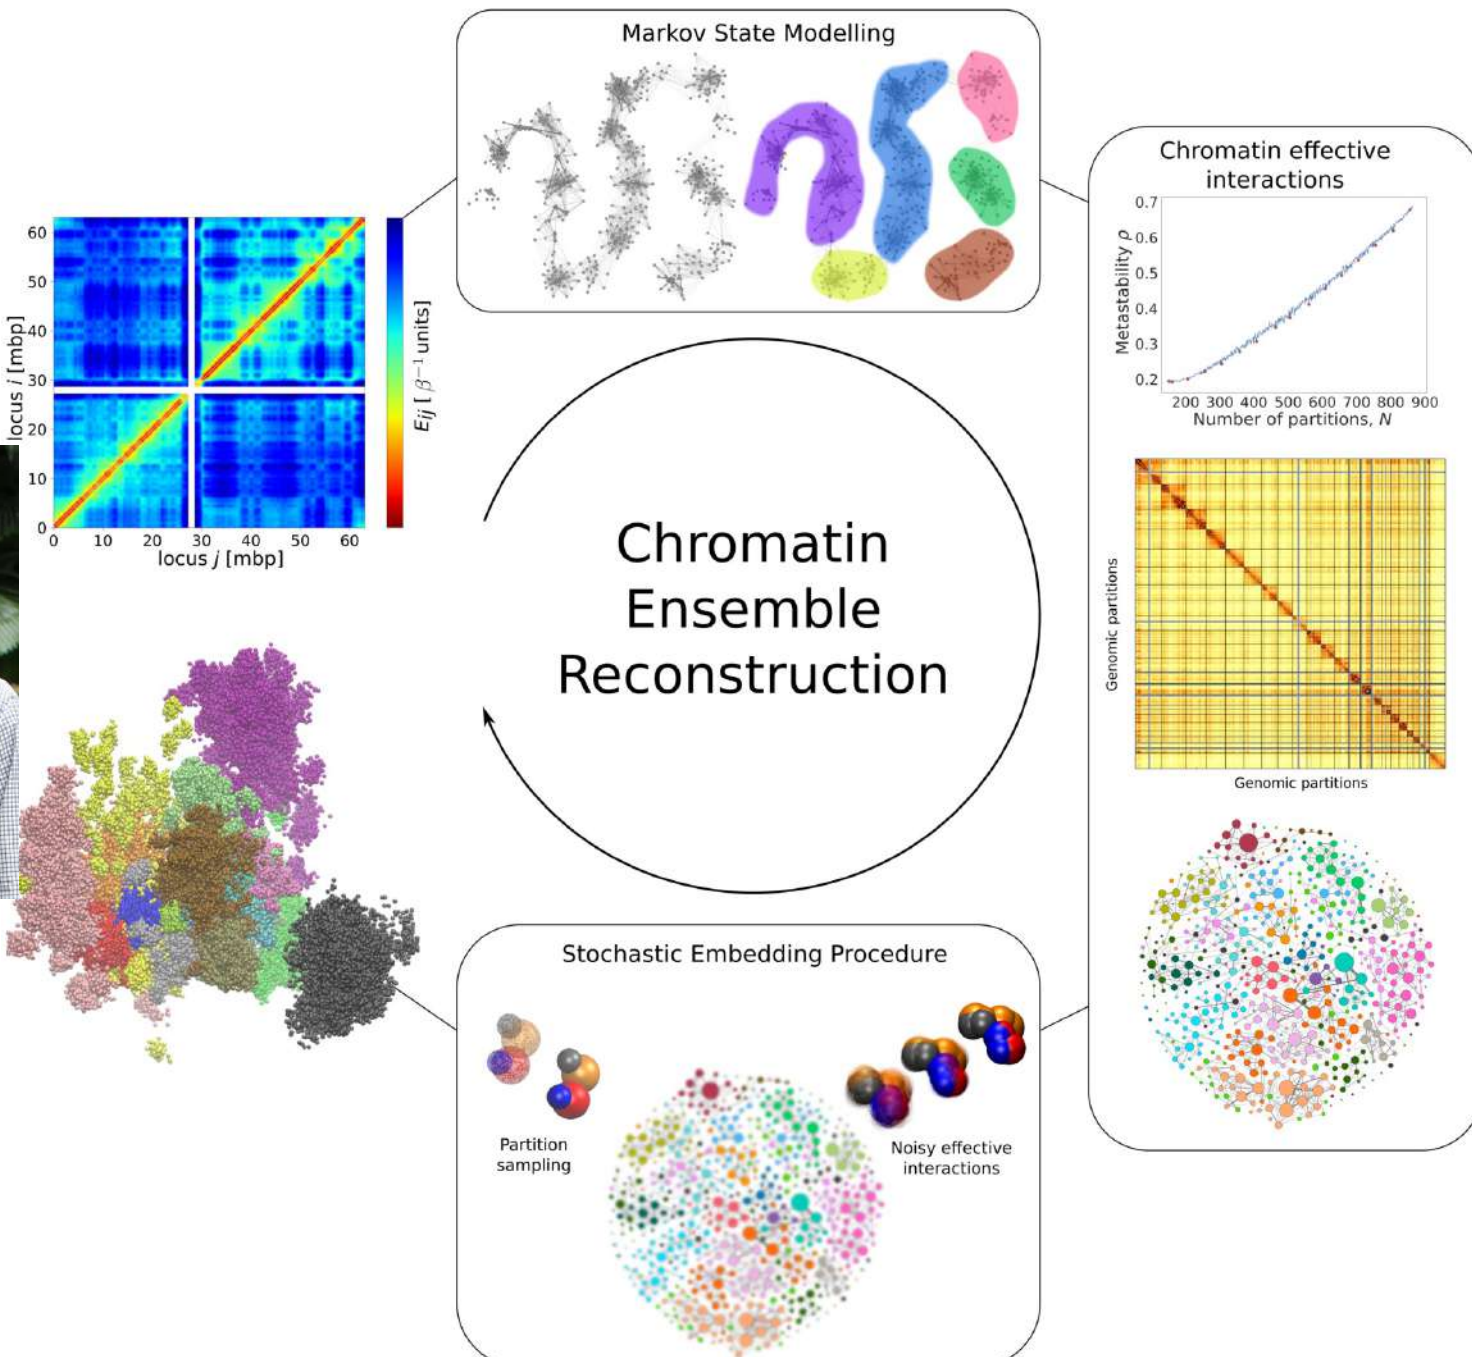 Markov State Modelling
60
50
40
30
20
10
0
locus i [mbp]
0 10 20 30 40 50 60
locus j [mbp]
Eij [ β⁻¹ units]
Chromatin effective
interactions
0.7
0.6
0.5
0.4
0.3
0.2
Metastability ρ
200 300 400 500 600 700 800 900
Number of partitions, N
Genomic partitions
Genomic partitions
Chromatin
Ensemble
Reconstruction
Stochastic Embedding Procedure
Partition
sampling
Noisy effective
interactions